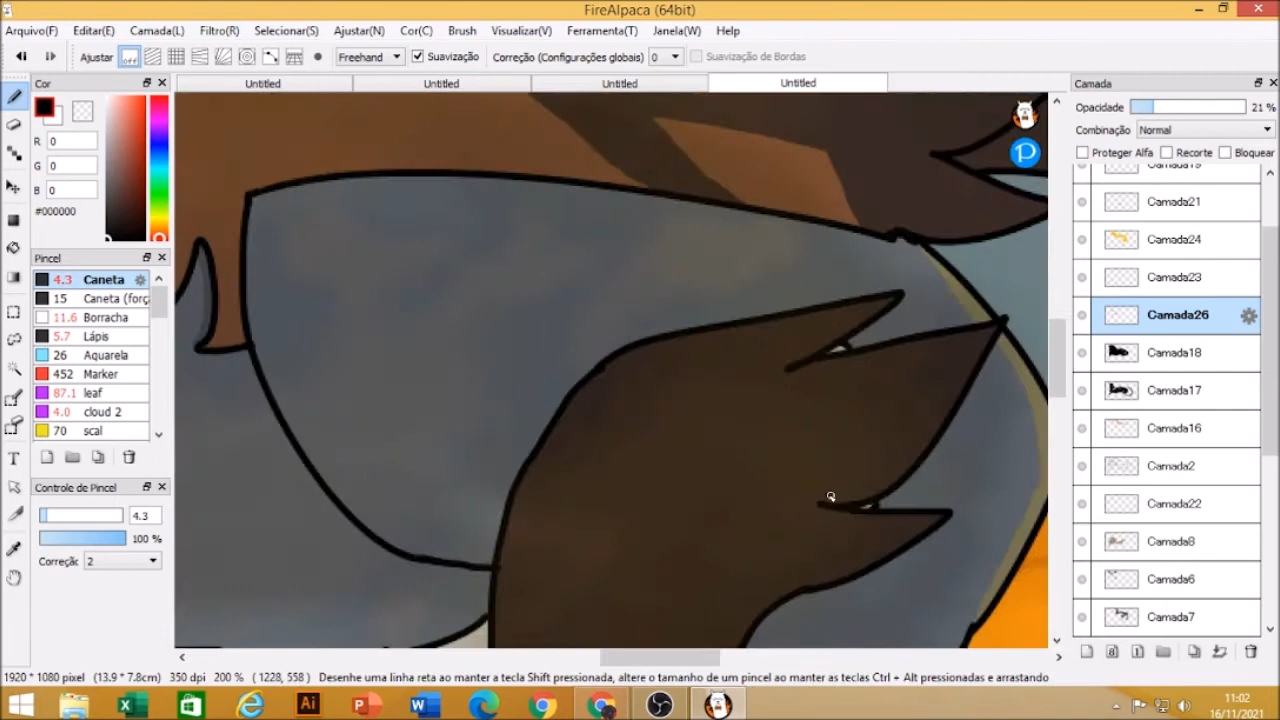 FireAlpaca (64bit)
Arquivo(F) Editar(E) Camada(L) Filtro(R) Selecionar(S) Ajustar(N) Cor(C) Brush Visualizar(V) Ferramenta(T) Janela(W) Help
Ajustar off Freehand Suavização Correção (Configurações globais) 0 Suavização de Bordas
Cor Untitled Untitled Untitled Untitled Camada
Opacidade 21 %
Combinação Normal
Proteger Alfa Recorte Bloquear
R 0
G 0
B 0
#000000
Camada19
Camada21
Camada24
Camada23
Camada26
Camada18
Camada17
Camada16
Camada2
Camada22
Camada8
Camada6
Camada7
Pincel
4.3 Caneta
15 Caneta (forç
11.6 Borracha
5.7 Lápis
26 Aquarela
452 Marker
87.1 leaf
4.0 cloud 2
70 scal
Controle de Pincel
4.3
100 %
Correçã: 2
1920 * 1080 pixel (13.9 * 7.8cm) 350 dpi 200 % ( 1228, 558 ) Desenhe uma linha reta ao manter a tecla Shift pressionada, altere o tamanho de um pincel ao manter as teclas Ctrl + Alt pressionadas e arrastando
11:02
16/11/2021